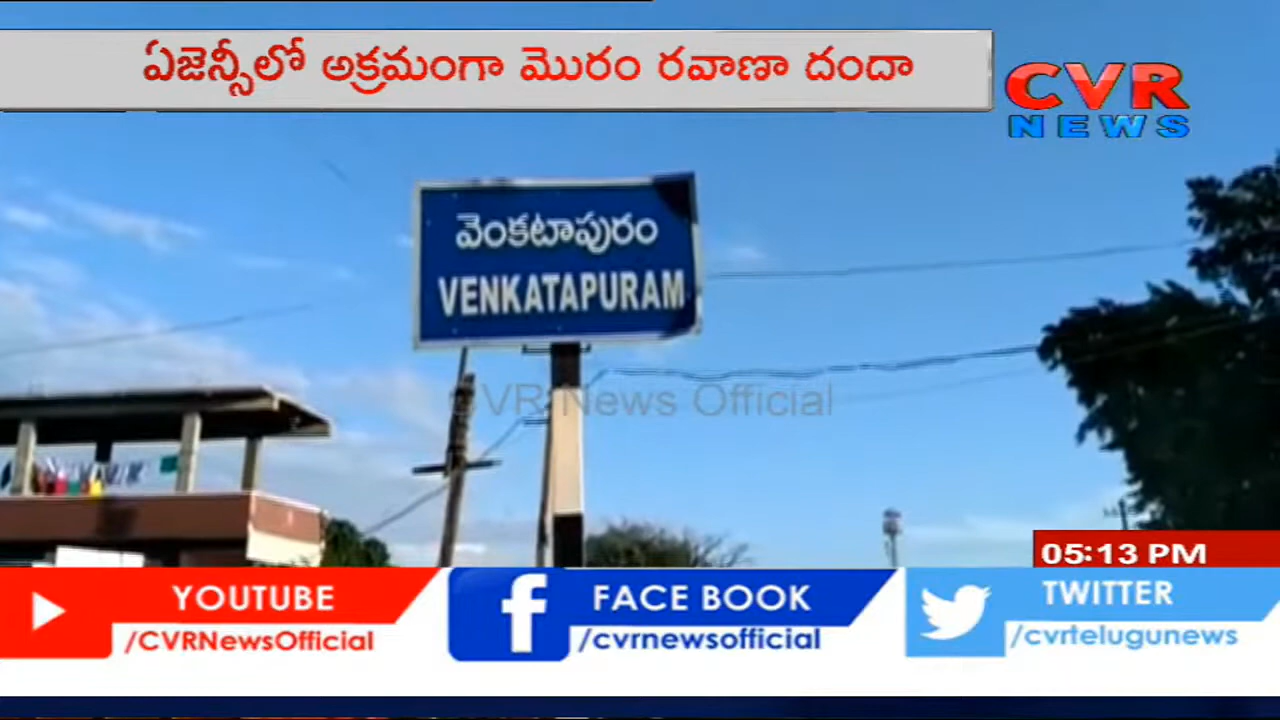 ఏజెన్సీలో అక్రమంగా మొరం రవాణా దందా
CVR
NEWS
వెంకటాపురం
VENKATAPURAM
CVR News Official
05:13 PM
YOUTUBE
/CVRNewsOfficial
FACE BOOK
/cvrnewsofficial
TWITTER
/cvrtelugunews